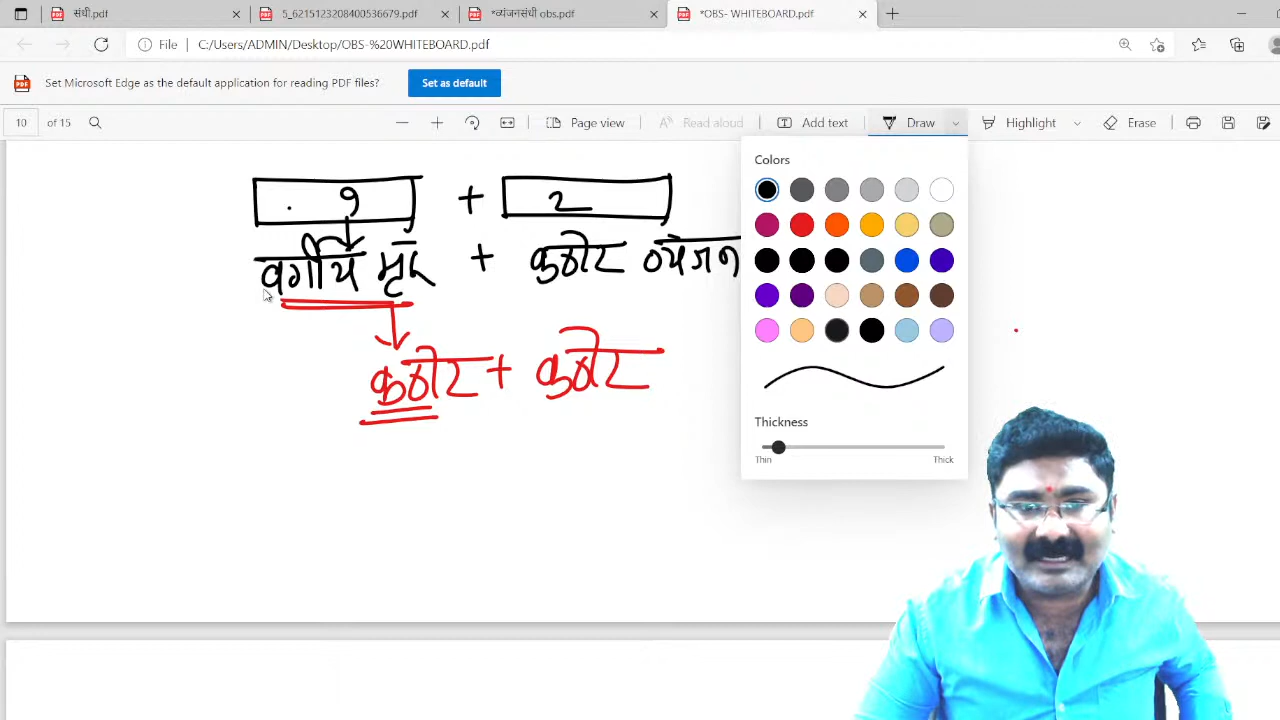 संधी.pdf 5_6215123208400536679.pdf *व्यंजनसंधी obs.pdf *OBS- WHITEBOARD.pdf
File C:/Users/ADMIN/Desktop/OBS-%20WHITEBOARD.pdf
Set Microsoft Edge as the default application for reading PDF files? Set as default
10 of 15 Page view Read aloud Add text Draw Highlight Erase
Colors
१ + २
वर्गीय मृदू + कठोर व्यंजन
कठोर + कठोर
Thickness
Thin Thick